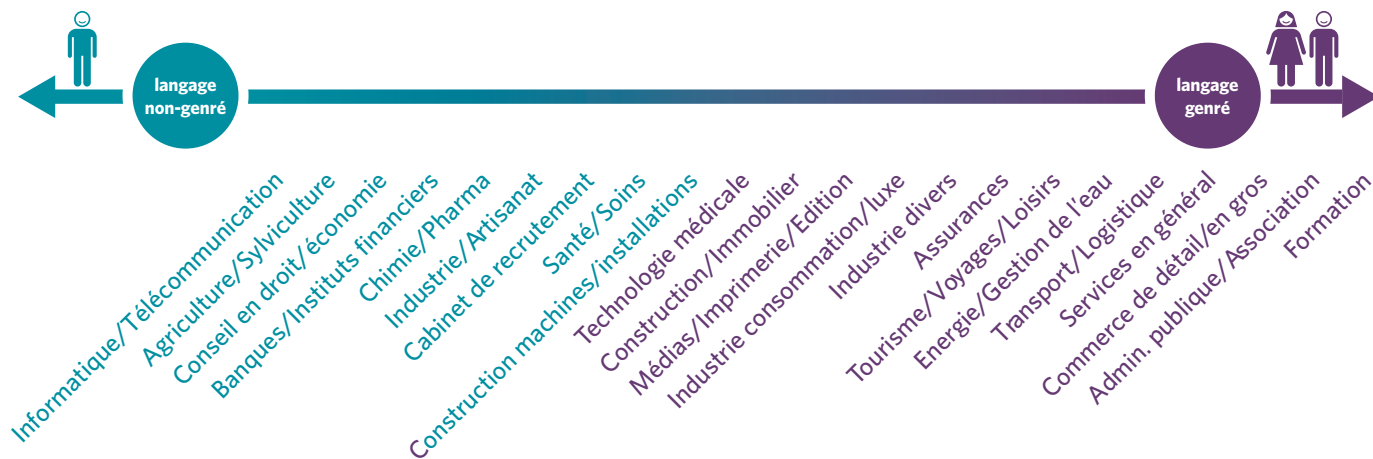 langage
non-genré
langage
genré
Informatique/Télécommunication
Agriculture/Sylviculture
Conseil en droit/économie
Banques/Instituts financiers
Chimie/Pharma
Industrie/Artisanat
Cabinet de recrutement
Santé/Soins
Construction machines/installations
Technologie médicale
Construction/Immobilier
Médias/Imprimerie/Edition
Industrie consommation/luxe
Industrie divers
Assurances
Tourisme/Voyages/Loisirs
Energie/Gestion de l'eau
Transport/Logistique
Services en général
Commerce de détail/en gros
Admin. publique/Association
Formation